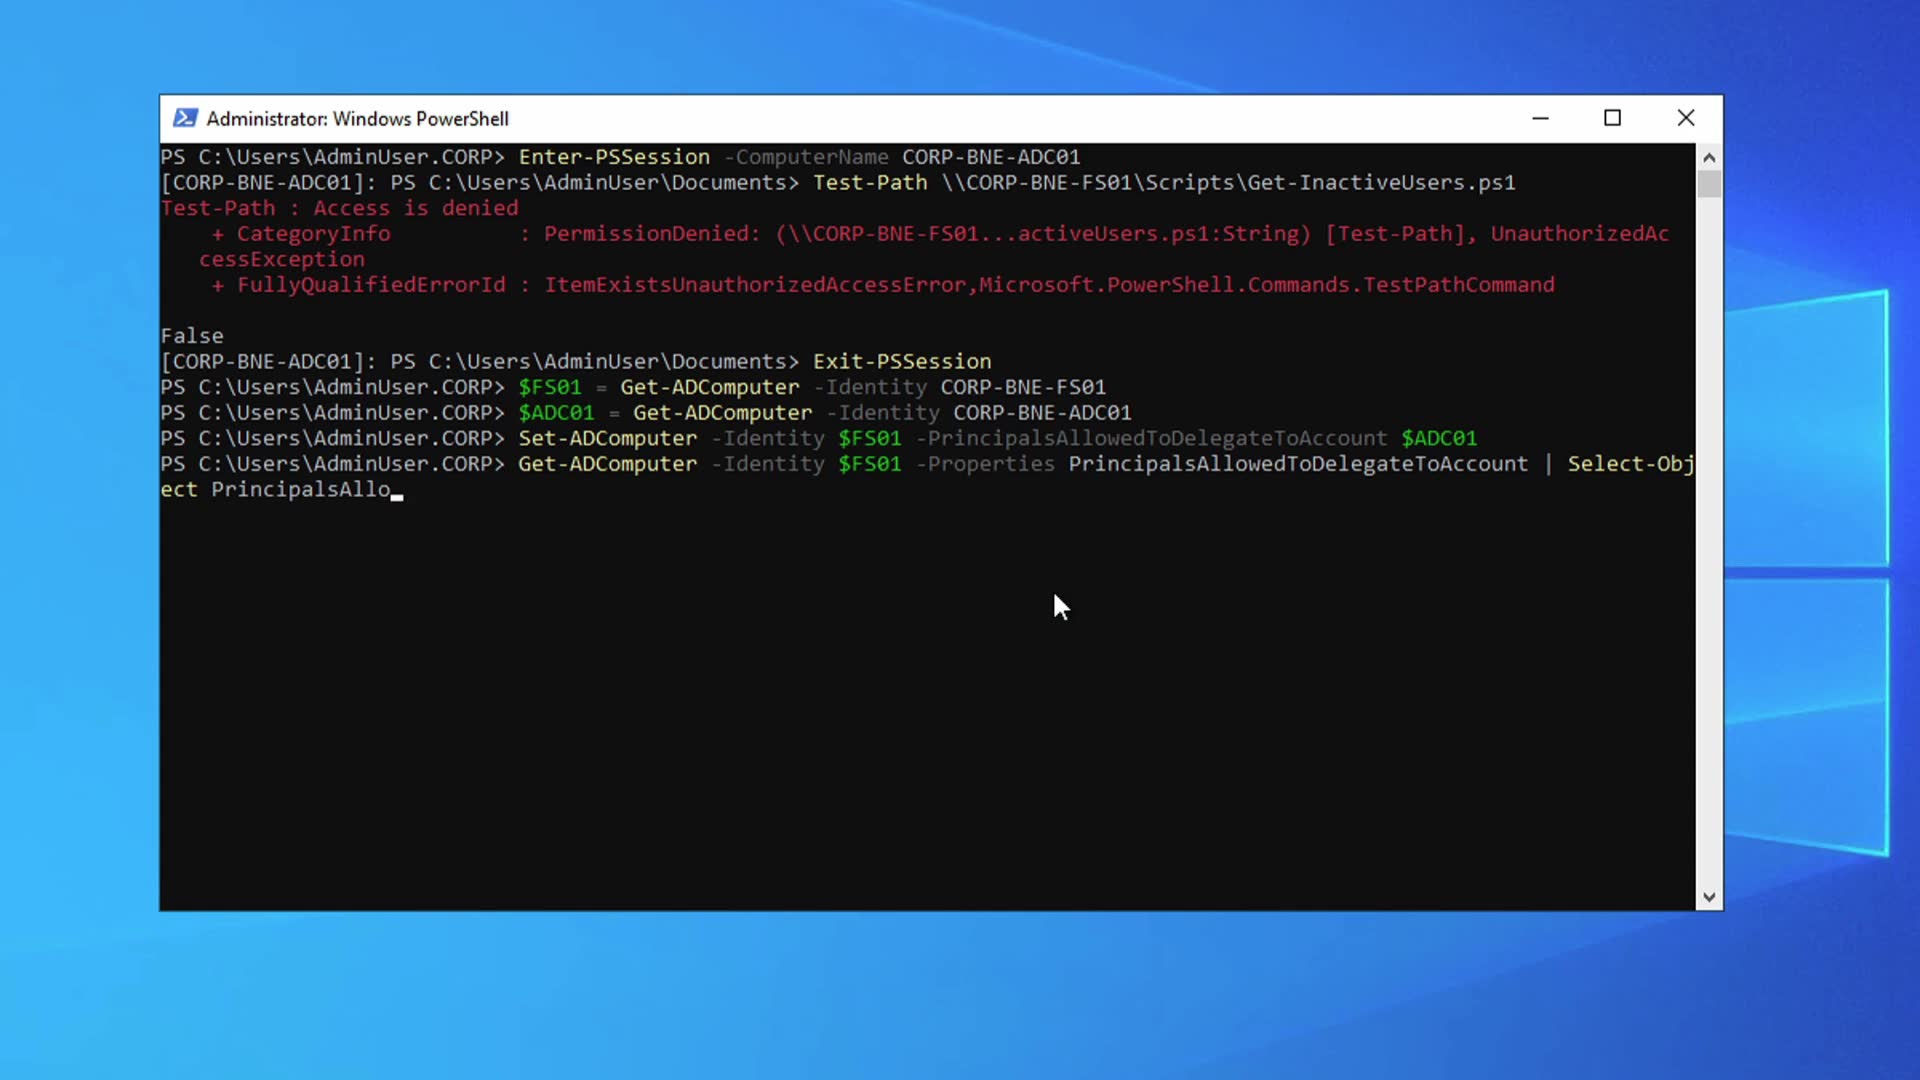 Administrator: Windows PowerShell
PS C:\Users\AdminUser.CORP> Enter-PSSession -ComputerName CORP-BNE-ADC01
[CORP-BNE-ADC01]: PS C:\Users\AdminUser\Documents> Test-Path \\CORP-BNE-FS01\Scripts\Get-InactiveUsers.ps1
Test-Path : Access is denied
    + CategoryInfo          : PermissionDenied: (\\CORP-BNE-FS01...activeUsers.ps1:String) [Test-Path], UnauthorizedAc
   cessException
    + FullyQualifiedErrorId : ItemExistsUnauthorizedAccessError,Microsoft.PowerShell.Commands.TestPathCommand
False
[CORP-BNE-ADC01]: PS C:\Users\AdminUser\Documents> Exit-PSSession
PS C:\Users\AdminUser.CORP> $FS01 = Get-ADComputer -Identity CORP-BNE-FS01
PS C:\Users\AdminUser.CORP> $ADC01 = Get-ADComputer -Identity CORP-BNE-ADC01
PS C:\Users\AdminUser.CORP> Set-ADComputer -Identity $FS01 -PrincipalsAllowedToDelegateToAccount $ADC01
PS C:\Users\AdminUser.CORP> Get-ADComputer -Identity $FS01 -Properties PrincipalsAllowedToDelegateToAccount | Select-Obj
ect PrincipalsAllo